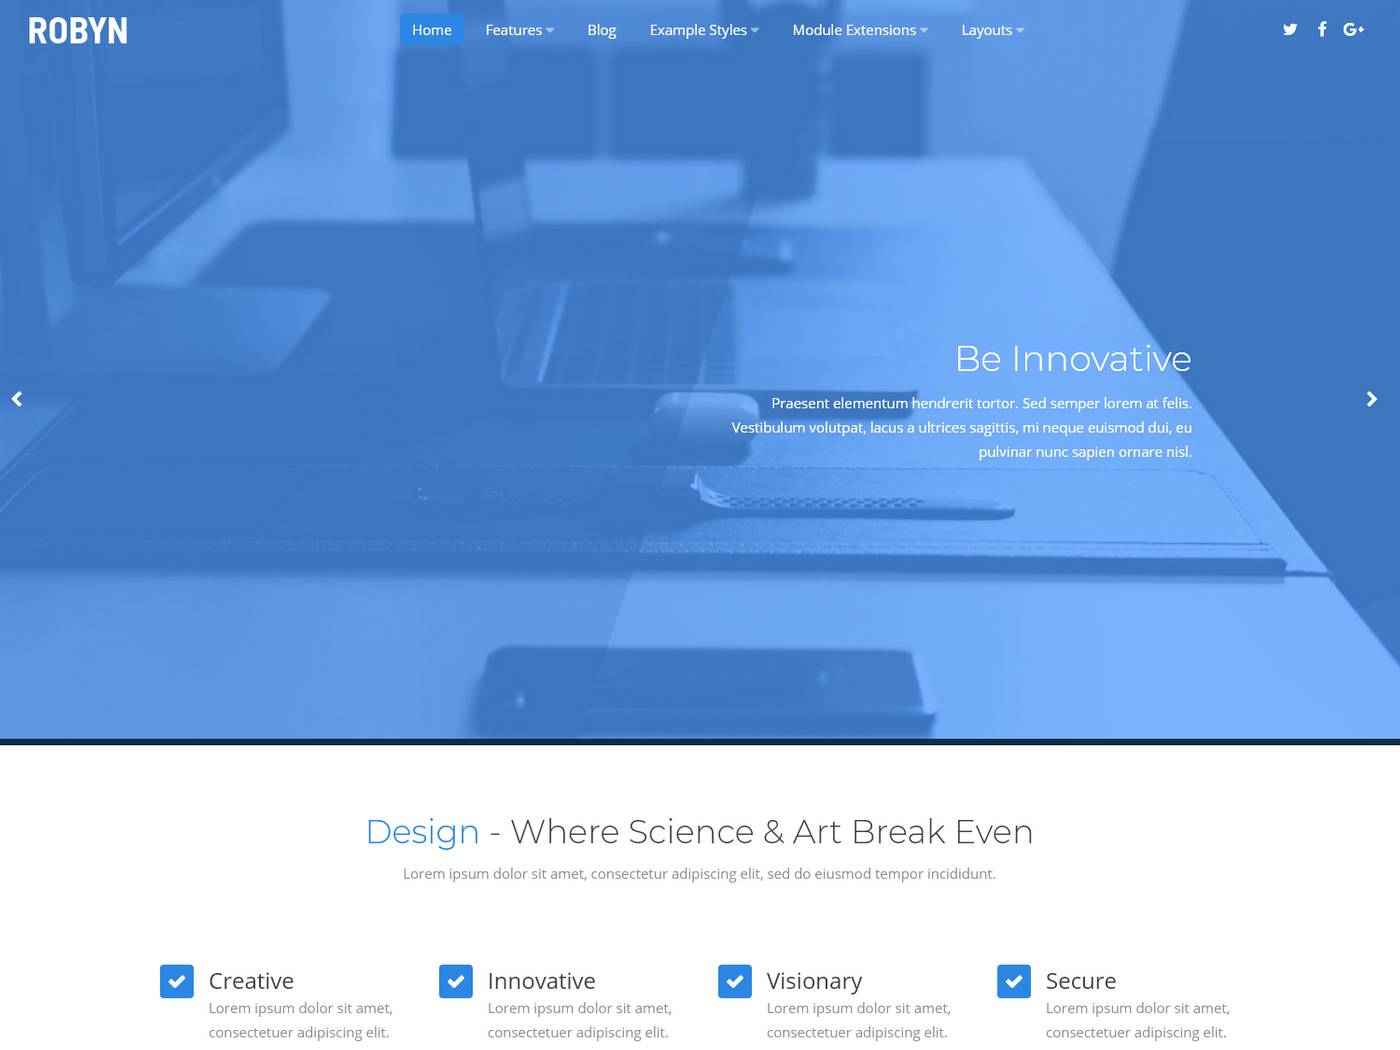 ROBYN
Home Features Blog Example Styles Module Extensions Layouts
Be Innovative
Praesent elementum hendrerit tortor. Sed semper lorem at felis.
Vestibulum volutpat, lacus a ultrices sagittis, mi neque euismod dui, eu
pulvinar nunc sapien ornare nisl.
Design - Where Science & Art Break Even
Lorem ipsum dolor sit amet, consectetur adipiscing elit, sed do eiusmod tempor incididunt.
Creative
Lorem ipsum dolor sit amet,
consectetuer adipiscing elit.
Innovative
Lorem ipsum dolor sit amet,
consectetuer adipiscing elit.
Visionary
Lorem ipsum dolor sit amet,
consectetuer adipiscing elit.
Secure
Lorem ipsum dolor sit amet,
consectetuer adipiscing elit.